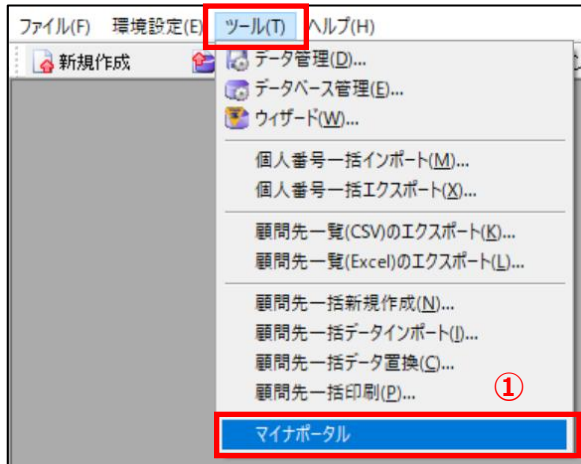 ファイル(F) 環境設定(E) ツール(T) ヘルプ(H)
新規作成
データ管理(D)...
データベース管理(E)...
ウィザード(W)...
個人番号一括インポート(M)...
個人番号一括エクスポート(X)...
顧問先一覧(CSV)のエクスポート(K)...
顧問先一覧(Excel)のエクスポート(L)...
顧問先一括新規作成(N)...
顧問先一括データインポート(I)...
顧問先一括データ置換(C)...
顧問先一括印刷(P)...
①
マイナポータル